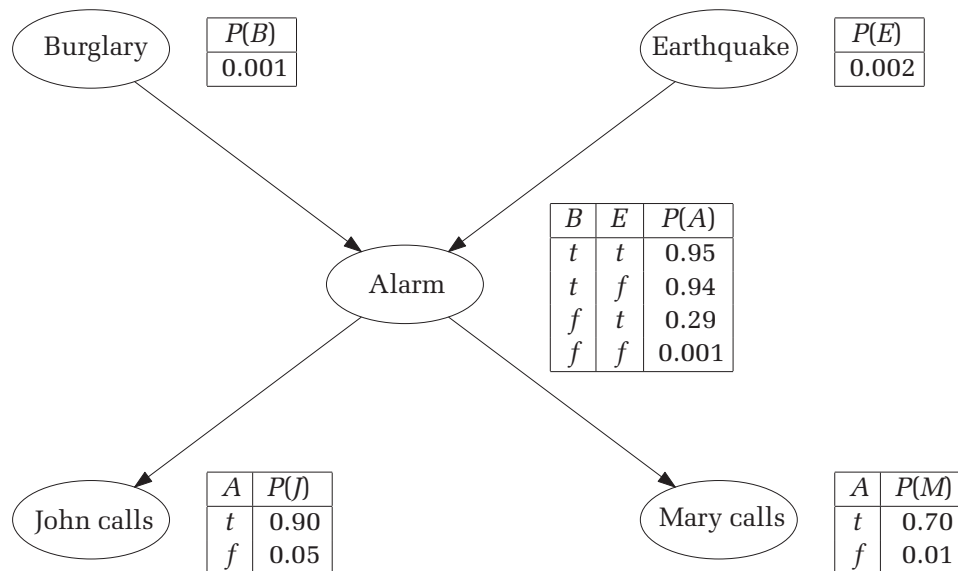 Burglary
P(B)
0.001
Earthquake
P(E)
0.002
Alarm
B E P(A)
t t 0.95
t f 0.94
f t 0.29
f f 0.001
John calls
A P(J)
t 0.90
f 0.05
Mary calls
A P(M)
t 0.70
f 0.01